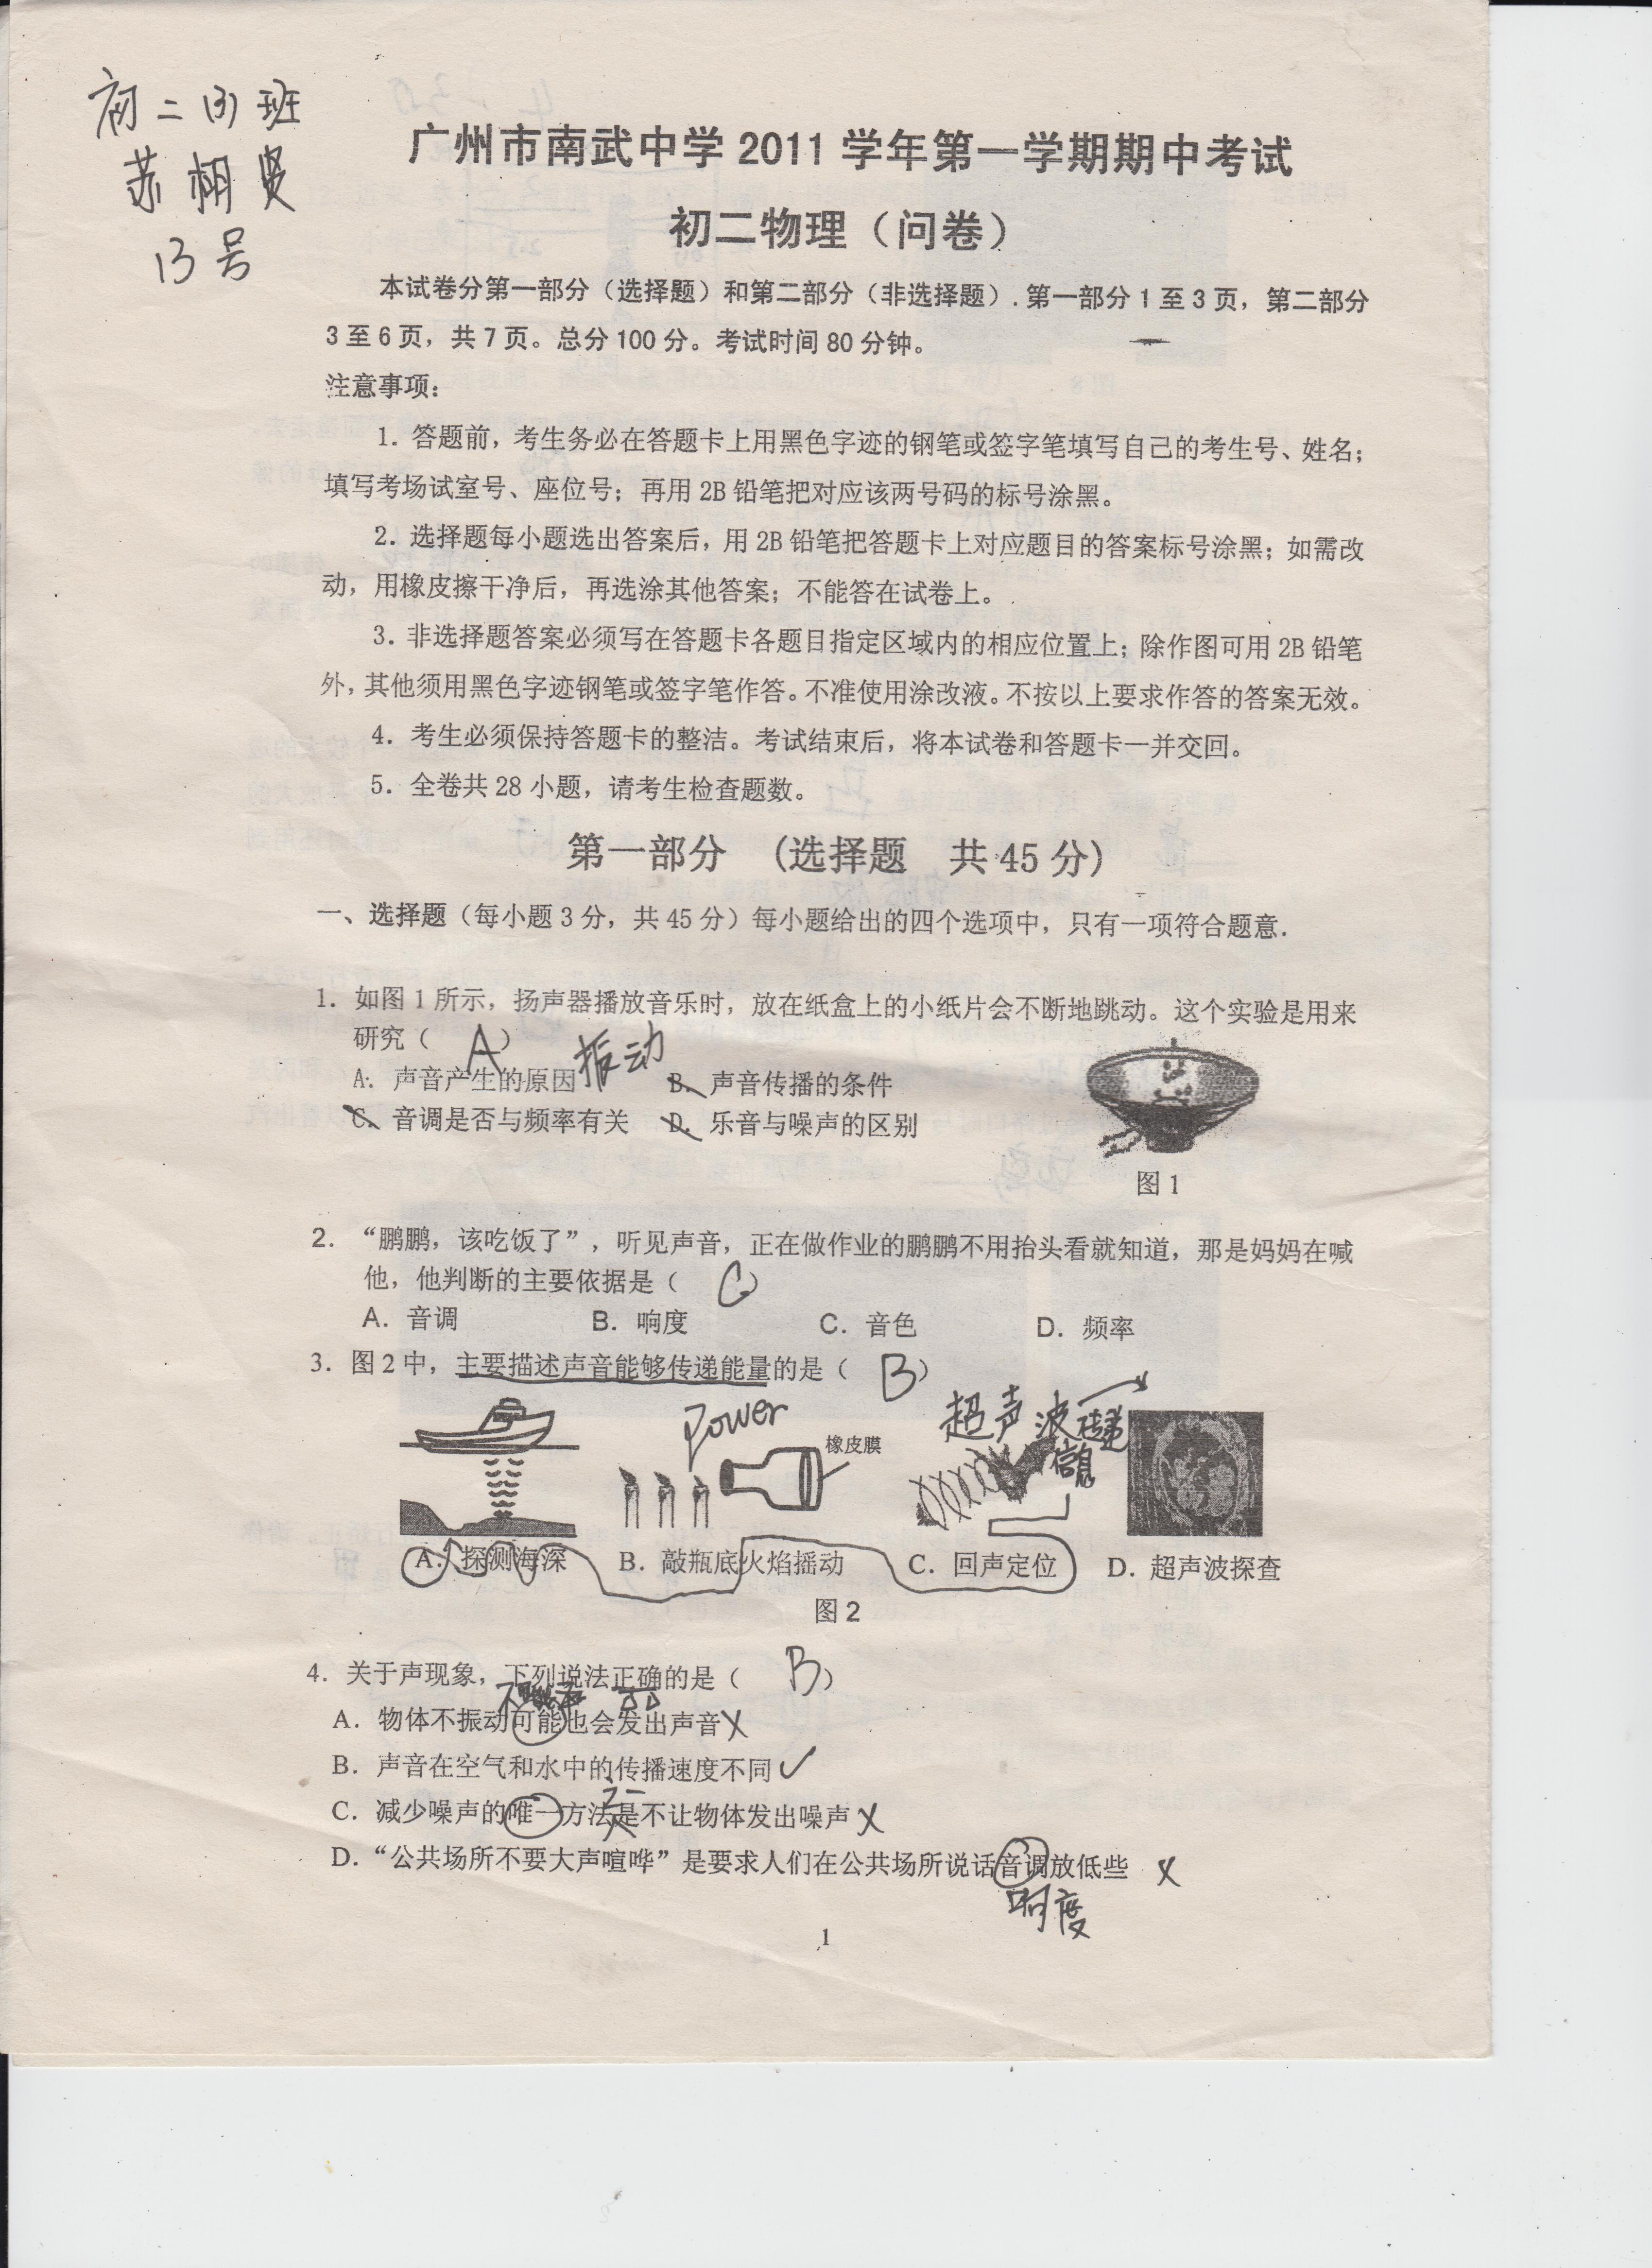 初二(3)班
苏栩贤
13号
广州市南武中学2011学年第一学期期中考试
初二物理（问卷）
本试卷分第一部分（选择题）和第二部分（非选择题）.第一部分1至3页，第二部分
3至6页，共7页。总分100分。考试时间80分钟。
注意事项：
1. 答题前，考生务必在答题卡上用黑色字迹的钢笔或签字笔填写自己的考生号、姓名；
填写考场试室号、座位号；再用2B铅笔把对应该两号码的标号涂黑。
2. 选择题每小题选出答案后，用2B铅笔把答题卡上对应题目的答案标号涂黑；如需改
动，用橡皮擦干净后，再选涂其他答案；不能答在试卷上。
3. 非选择题答案必须写在答题卡各题目指定区域内的相应位置上；除作图可用2B铅笔
外，其他须用黑色字迹钢笔或签字笔作答。不准使用涂改液。不按以上要求作答的答案无效。
4. 考生必须保持答题卡的整洁。考试结束后，将本试卷和答题卡一并交回。
5. 全卷共28小题，请考生检查题数。
第一部分 (选择题 共45分)
一、选择题（每小题3分，共45分）每小题给出的四个选项中，只有一项符合题意.
1. 如图1所示，扬声器播放音乐时，放在纸盒上的小纸片会不断地跳动。这个实验是用来
研究（ A ） 振动
A. 声音产生的原因 B. 声音传播的条件
C. 音调是否与频率有关 D. 乐音与噪声的区别
图1
2. “鹏鹏，该吃饭了”，听见声音，正在做作业的鹏鹏不用抬头看就知道，那是妈妈在喊
他，他判断的主要依据是（ C ）
A. 音调 B. 响度 C. 音色 D. 频率
3. 图2中，主要描述声音能够传递能量的是（ B ）
power 超声波传递
橡皮膜 信息
A. 探测海深 B. 敲瓶底火焰摇动 C. 回声定位 D. 超声波探查
图2
4. 关于声现象，下列说法正确的是（ B ）
A. 物体不振动可能也会发出声音 X
B. 声音在空气和水中的传播速度不同 ✓
C. 减少噪声的唯一方法是不让物体发出噪声 X
D. “公共场所不要大声喧哗”是要求人们在公共场所说话音调放低些 X
响度
1